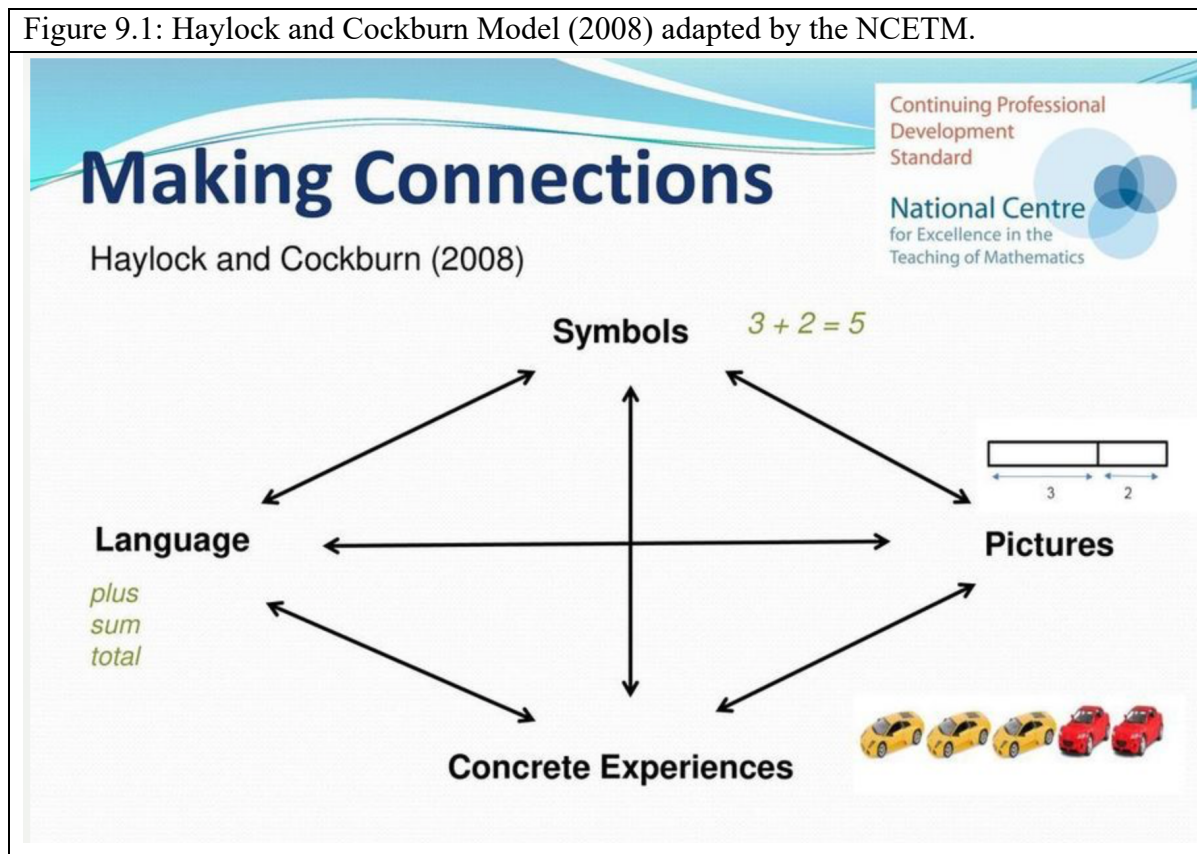 Figure 9.1: Haylock and Cockburn Model (2008) adapted by the NCETM.
Making Connections
Haylock and Cockburn (2008)
Continuing Professional
Development
Standard
National Centre
for Excellence in the
Teaching of Mathematics
Symbols
3 + 2 = 5
3
2
Language
Pictures
plus
sum
total
Concrete Experiences